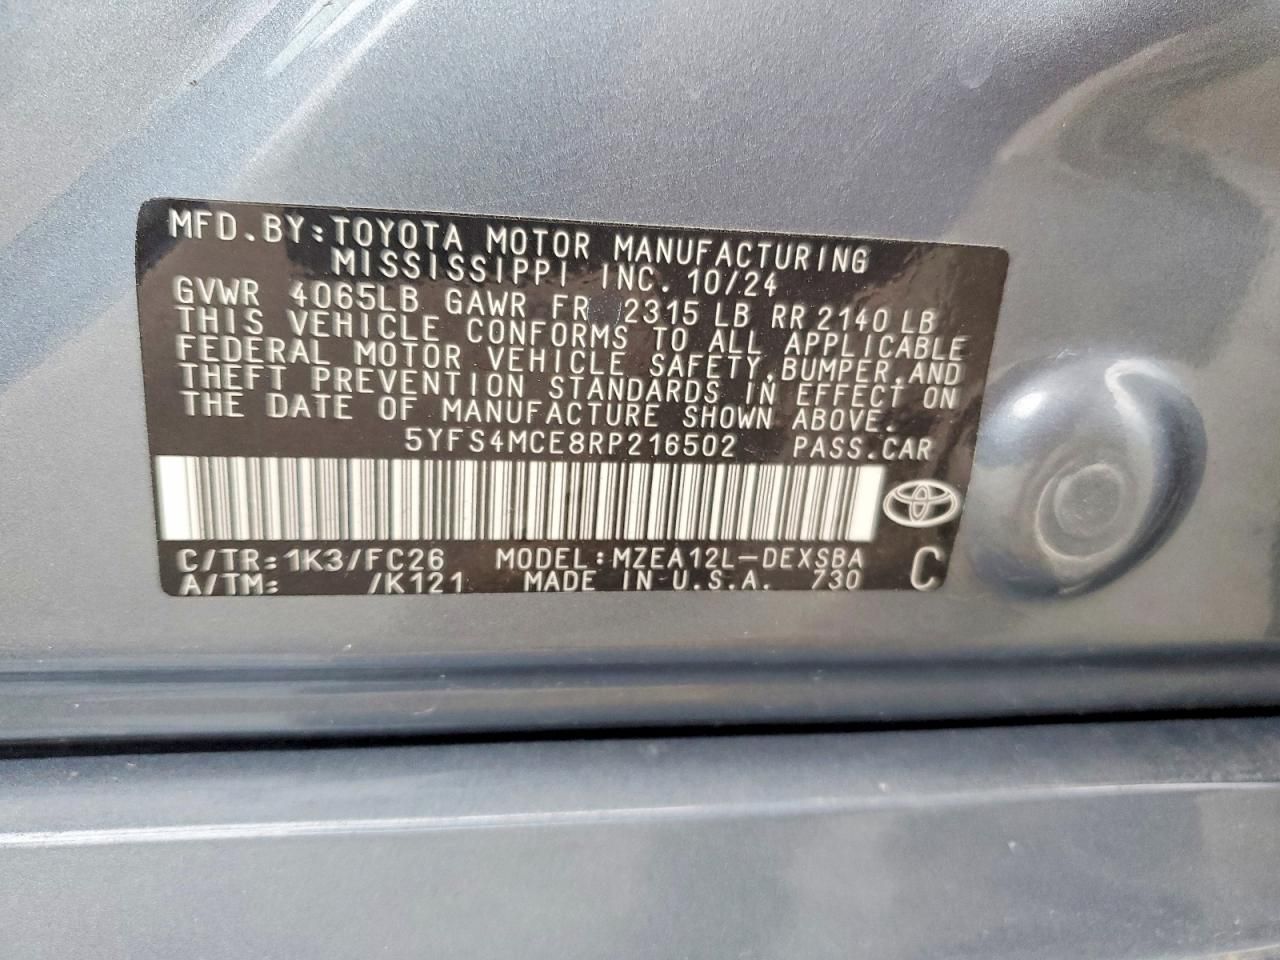 MFD.BY:TOYOTA MOTOR MANUFACTURING
MISSISSIPPI INC. 10/24
GVWR 4065LB GAWR FR 2315 LB RR 2140 LB
THIS VEHICLE CONFORMS TO ALL APPLICABLE
FEDERAL MOTOR VEHICLE SAFETY,BUMPER,AND
THEFT PREVENTION STANDARDS IN EFFECT ON
THE DATE OF MANUFACTURE SHOWN ABOVE.
5YFS4MCE8RP216502 PASS.CAR
C/TR:1K3/FC26 MODEL:MZEA12L-DEXSBA
A/TM: /K121 MADE IN U.S.A. 730 C